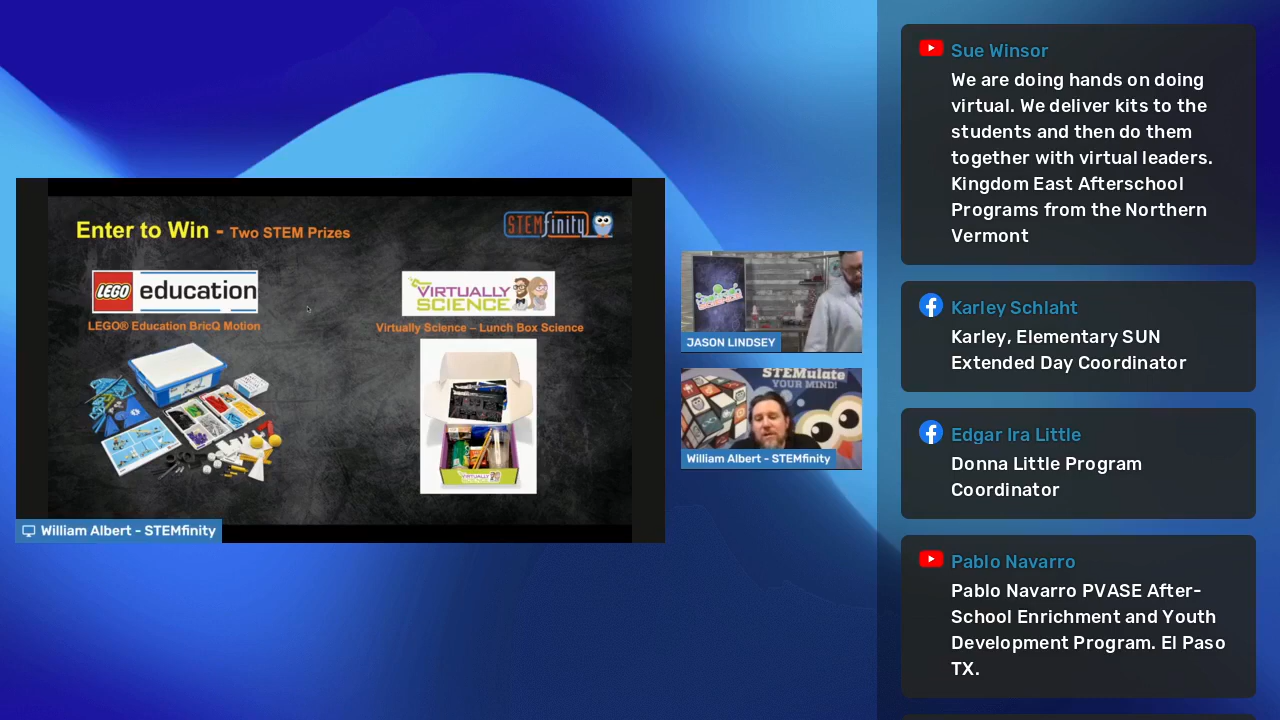 Enter to Win - Two STEM Prizes
STEMfinity
LEGO education
VIRTUALLY
SCIENCE
LEGO® Education BricQ Motion
Virtually Science – Lunch Box Science
VIRTUALLY
William Albert - STEMfinity
JASON LINDSEY
STEMulate
YOUR MIND!
William Albert - STEMfinity
Sue Winsor
We are doing hands on doing
virtual. We deliver kits to the
students and then do them
together with virtual leaders.
Kingdom East Afterschool
Programs from the Northern
Vermont
Karley Schlaht
Karley, Elementary SUN
Extended Day Coordinator
Edgar Ira Little
Donna Little Program
Coordinator
Pablo Navarro
Pablo Navarro PVASE After-
School Enrichment and Youth
Development Program. El Paso
TX.